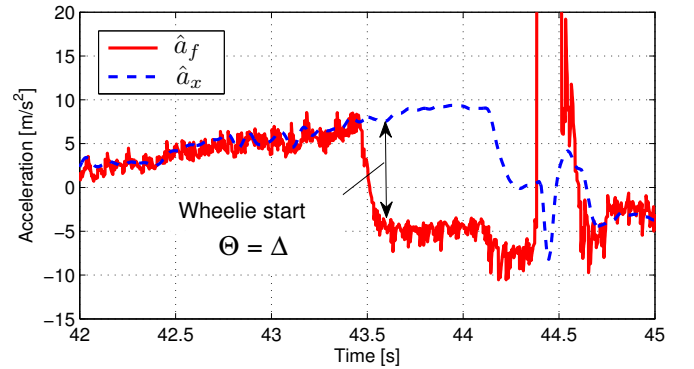 20
15
10
5
0
−5
−10
−15
42
42.5
43
43.5
44
44.5
45
Acceleration [m/s²]
Time [s]
â_f
â_x
Wheelie start
Θ = Δ